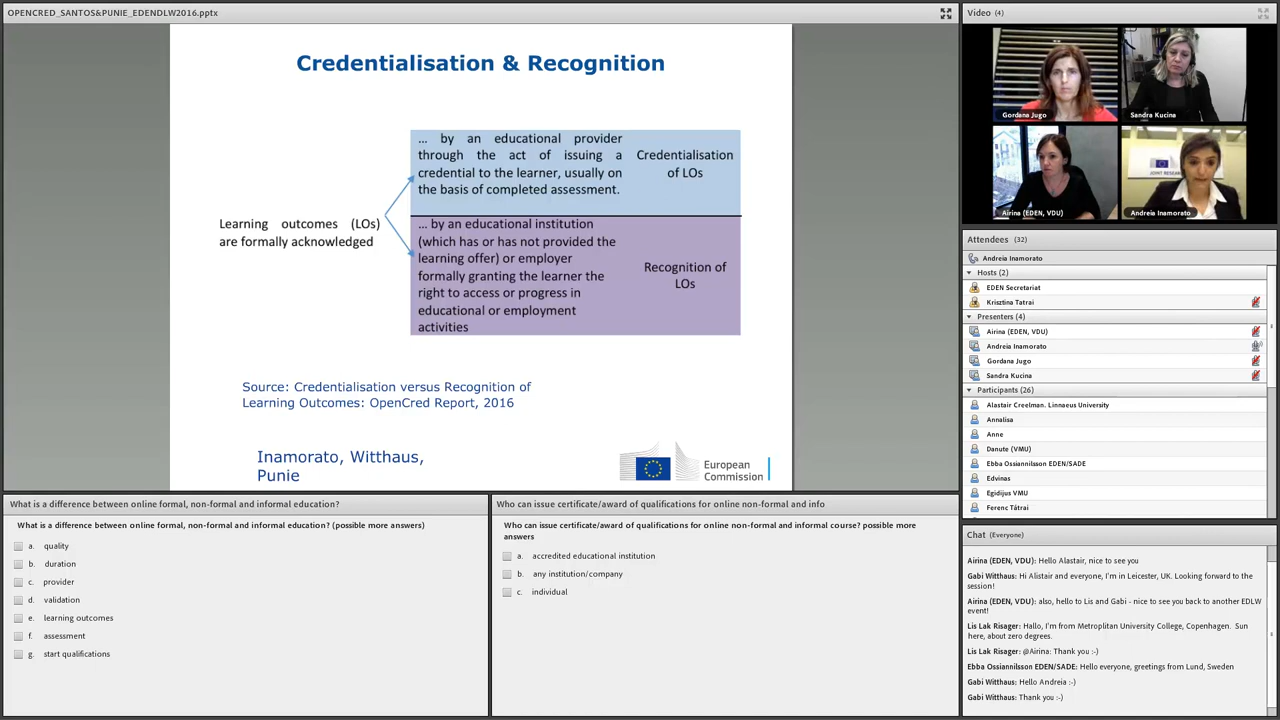 OPENCRED_SANTOS&PUNIE_EDENDLW2016.pptx
Credentialisation & Recognition
Learning outcomes (LOs)
are formally acknowledged
... by an educational provider
through the act of issuing a
credential to the learner, usually on
the basis of completed assessment.
Credentialisation
of LOs
... by an educational institution
(which has or has not provided the
learning offer) or employer
formally granting the learner the
right to access or progress in
educational or employment
activities
Recognition of
LOs
Source: Credentialisation versus Recognition of
Learning Outcomes: OpenCred Report, 2016
Inamorato, Witthaus,
Punie
European
Commission
What is a difference between online formal, non-formal and informal education?
What is a difference between online formal, non-formal and informal education? (possible more answers)
a. quality
b. duration
c. provider
d. validation
e. learning outcomes
f. assessment
g. start qualifications
Who can issue certificate/award of qualifications for online non-formal and info
Who can issue certificate/award of qualifications for online non-formal and informal course? possible more
answers
a. accredited educational institution
b. any institution/company
c. individual
Video (4)
Gordana Jugo
Sandra Kucina
JOINT RESEAR
Airina (EDEN, VDU)
Andreia Inamorato
Attendees (32)
Andreia Inamorato
Hosts (2)
EDEN Secretariat
Krisztina Tatrai
Presenters (4)
Airina (EDEN, VDU)
Andreia Inamorato
Gordana Jugo
Sandra Kucina
Participants (26)
Alastair Creelman. Linnaeus University
Annalisa
Anne
Danute (VMU)
Ebba Ossiannilsson EDEN/SADE
Edvinas
Egidijus VMU
Ferenc Tátrai
Chat (Everyone)
Airina (EDEN, VDU): Hello Alastair, nice to see you
Gabi Witthaus: Hi Alistair and everyone, I'm in Leicester, UK. Looking forward to the
session!
Airina (EDEN, VDU): also, hello to Lis and Gabi - nice to see you back to another EDLW
event!
Lis Lak Risager: Hallo, I'm from Metroplitan University College, Copenhagen. Sun
here, about zero degrees.
Lis Lak Risager: @Airina: Thank you :-)
Ebba Ossiannilsson EDEN/SADE: Hello everyone, greetings from Lund, Sweden
Gabi Witthaus: Hello Andreia :-)
Gabi Witthaus: Thank you :-)